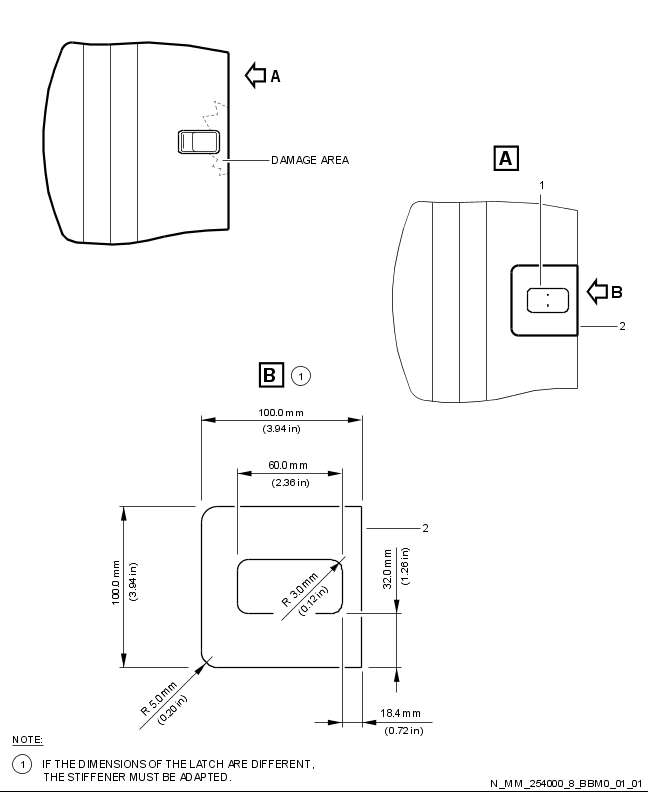 A
DAMAGE AREA
A
1
B
2
B 1
100.0 mm
(3.94 in)
60.0 mm
(2.36 in)
2
100.0 mm
(3.94 in)
32.0 mm
(1.26 in)
R 3.0 mm
(0.12 in)
R 5.0 mm
(0.20 in)
18.4 mm
(0.72 in)
NOTE:
1 IF THE DIMENSIONS OF THE LATCH ARE DIFFERENT,
THE STIFFENER MUST BE ADAPTED.
N_MM_254000_8_BBM0_01_01